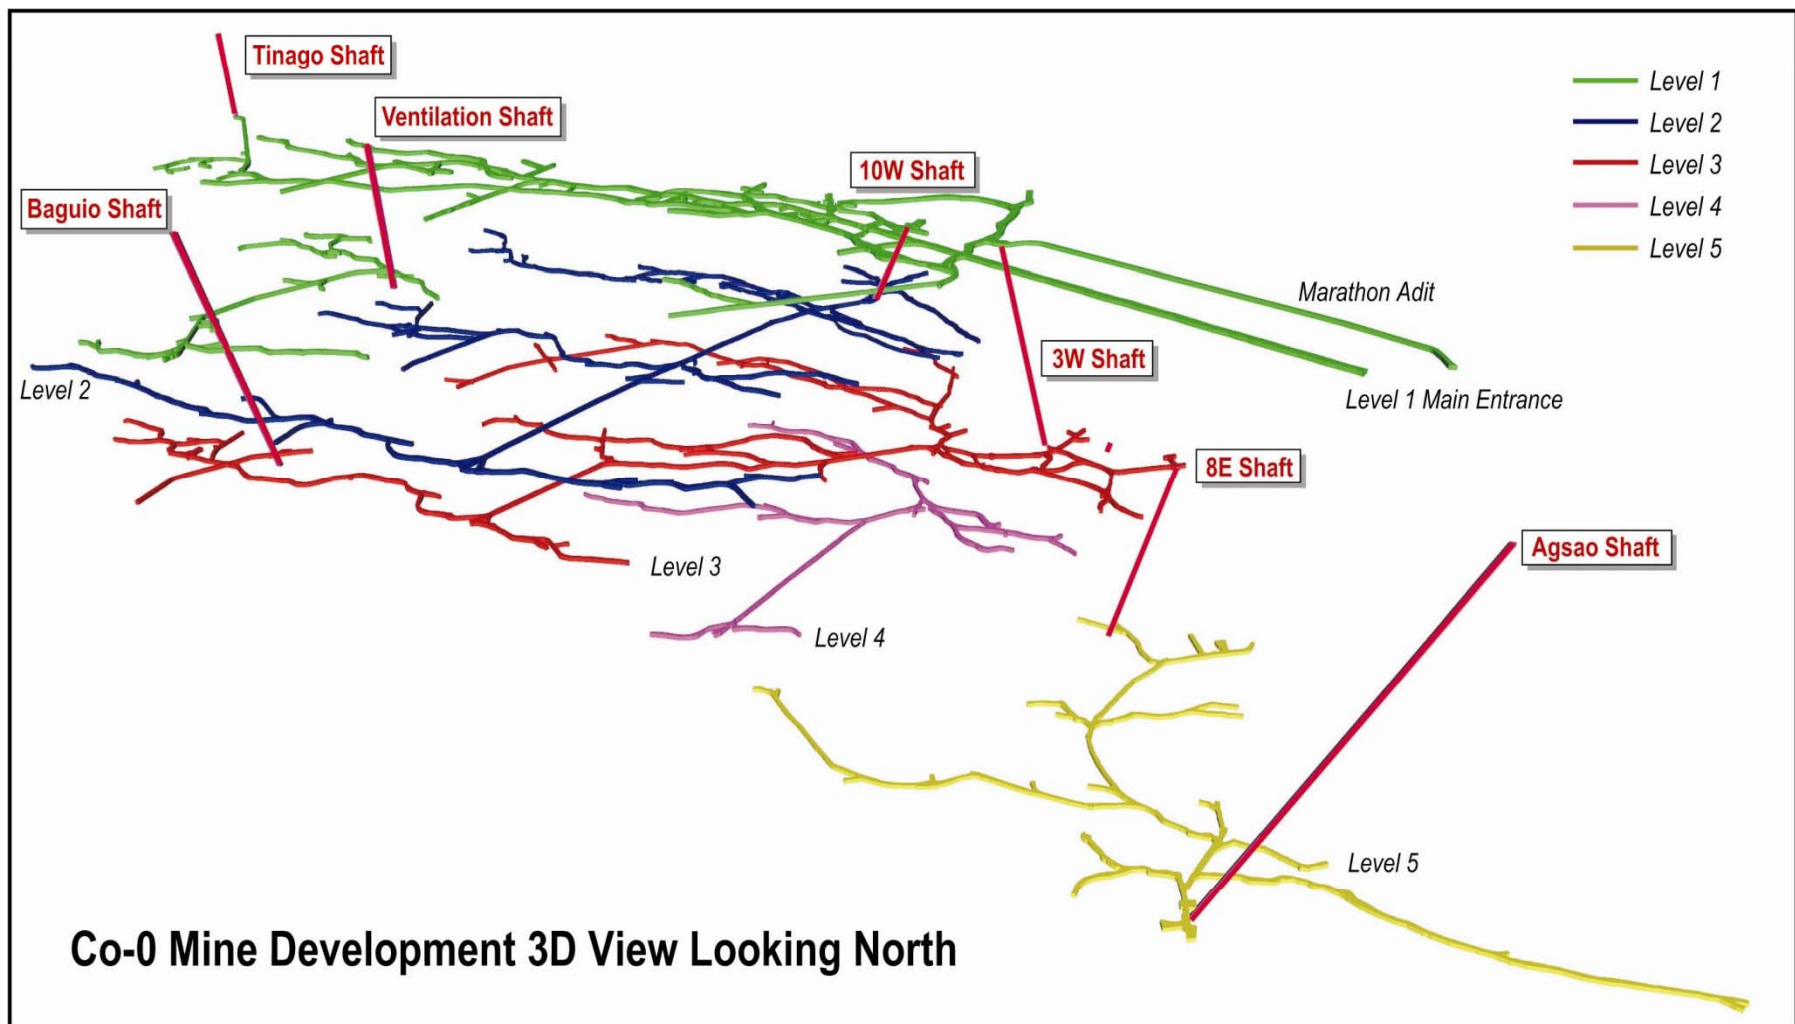 Tinago Shaft
Ventilation Shaft
10W Shaft
Baguio Shaft
Level 1
Level 2
Level 3
Level 4
Level 5
Marathon Adit
3W Shaft
Level 2
Level 1 Main Entrance
8E Shaft
Level 3
Agsao Shaft
Level 4
Level 5
Co-0 Mine Development 3D View Looking North